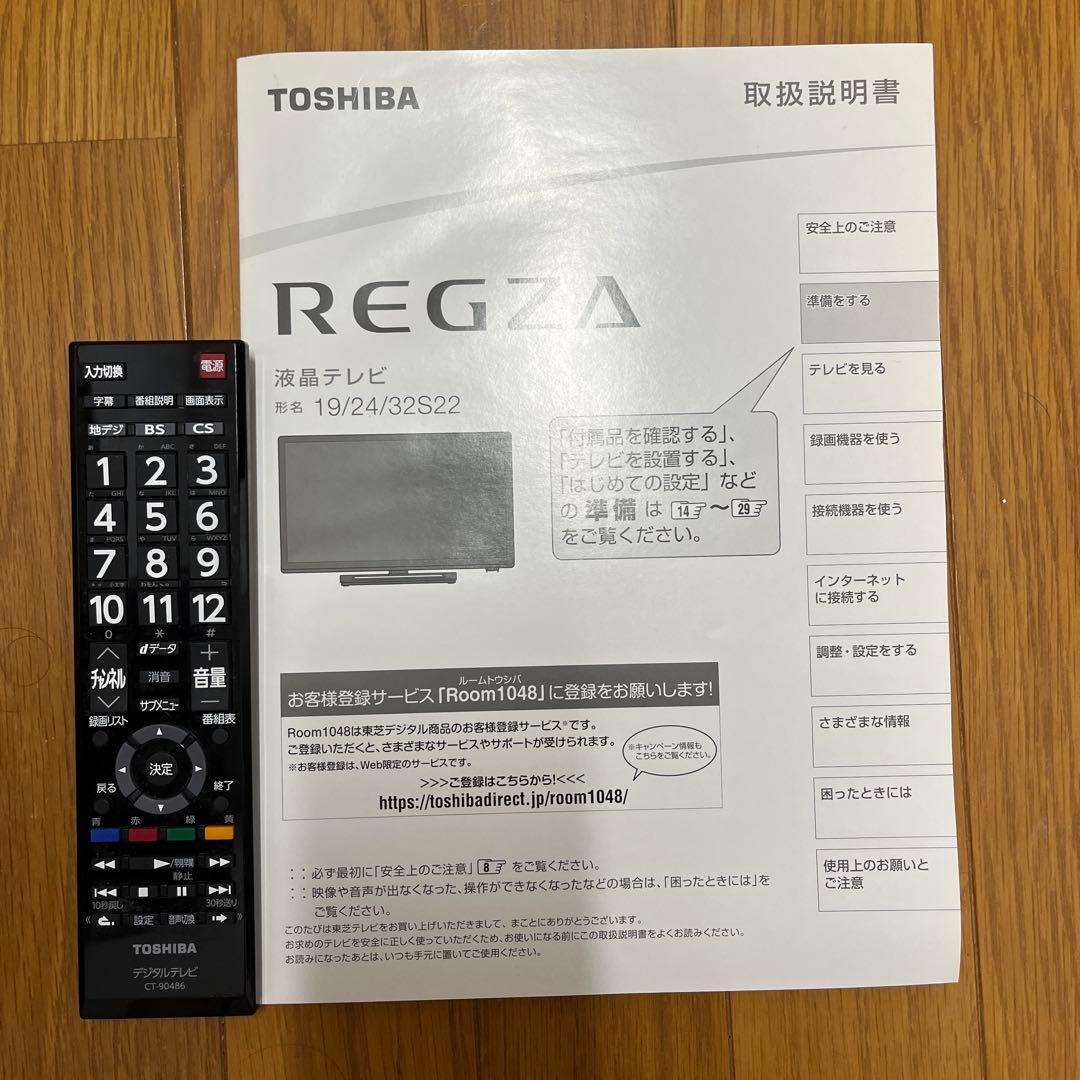 TOSHIBA
取扱説明書
REGZA
液晶テレビ
形名 19/24/32S22
「付属品を確認する」、
「テレビを設置する」、
「はじめての設定」など
の 準備 は 14 ～ 29
をご覧ください。
安全上のご注意
準備をする
テレビを見る
録画機器を使う
接続機器を使う
インターネット
に接続する
調整・設定をする
さまざまな情報
困ったときには
使用上のお願いと
ご注意
ルームトウシバ
お客様登録サービス「Room1048」に登録をお願いします!
Room1048は東芝デジタル商品のお客様登録サービス※です。
ご登録いただくと、さまざまなサービスやサポートが受けられます。
※お客様登録は、Web限定のサービスです。
※キャンペーン情報も
こちらをご覧ください。
>>>ご登録はこちらから!<<<
https://toshibadirect.jp/room1048/
：：必ず最初に「安全上のご注意」 8 をご覧ください。
：：映像や音声が出なくなった、操作ができなくなったなどの場合は、「困ったときには」を
ご覧ください。
このたびは東芝テレビをお買い上げいただきまして、まことにありがとうございます。
お求めのテレビを安全に正しく使っていただくため、お使いになる前にこの取扱説明書をよくお読みください。
お読みになったあとは、いつも手元に置いてご使用ください。
入力切換 電源
字幕 番組説明 画面表示
地デジ BS CS
あ か ABC さ DEF
1 2 3
た GHI な JKL は MNO
4 5 6
ま PQRS や TUV ら WXYZ
7 8 9
小文字 わをん
10 11 12
0 * #
dデータ +
チャンネル 消音 音量
サブメニュー −
録画リスト 番組表
決定
戻る 終了
青 赤 緑 黄
静止
10秒戻し 30秒送り
設定 音声切換
TOSHIBA
デジタルテレビ
CT-90486